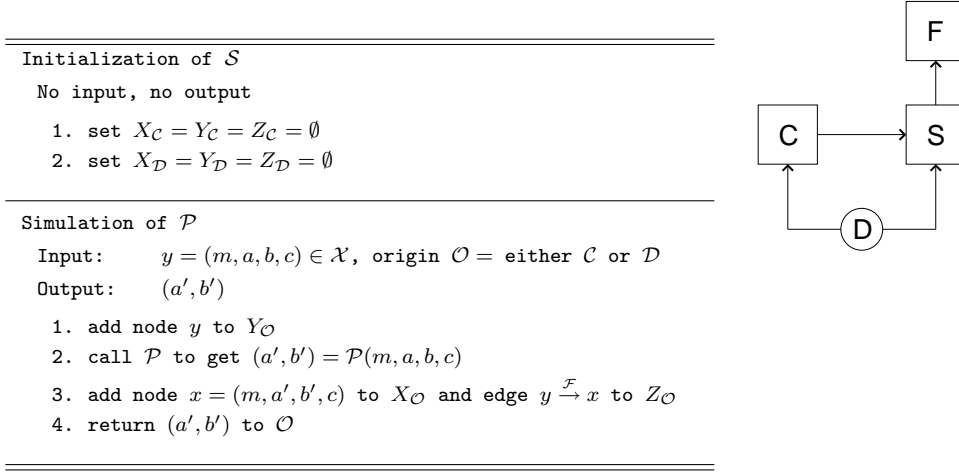 Initialization of 𝒮
No input, no output
1. set X_𝒞 = Y_𝒞 = Z_𝒞 = ∅
2. set X_𝒟 = Y_𝒟 = Z_𝒟 = ∅
Simulation of 𝒫
Input: y = (m, a, b, c) ∈ 𝒳, origin 𝒪 = either 𝒞 or 𝒟
Output: (a′, b′)
1. add node y to Y_𝒪
2. call 𝒫 to get (a′, b′) = 𝒫(m, a, b, c)
3. add node x = (m, a′, b′, c) to X_𝒪 and edge y →^ℱ x to Z_𝒪
4. return (a′, b′) to 𝒪
F
C S
D